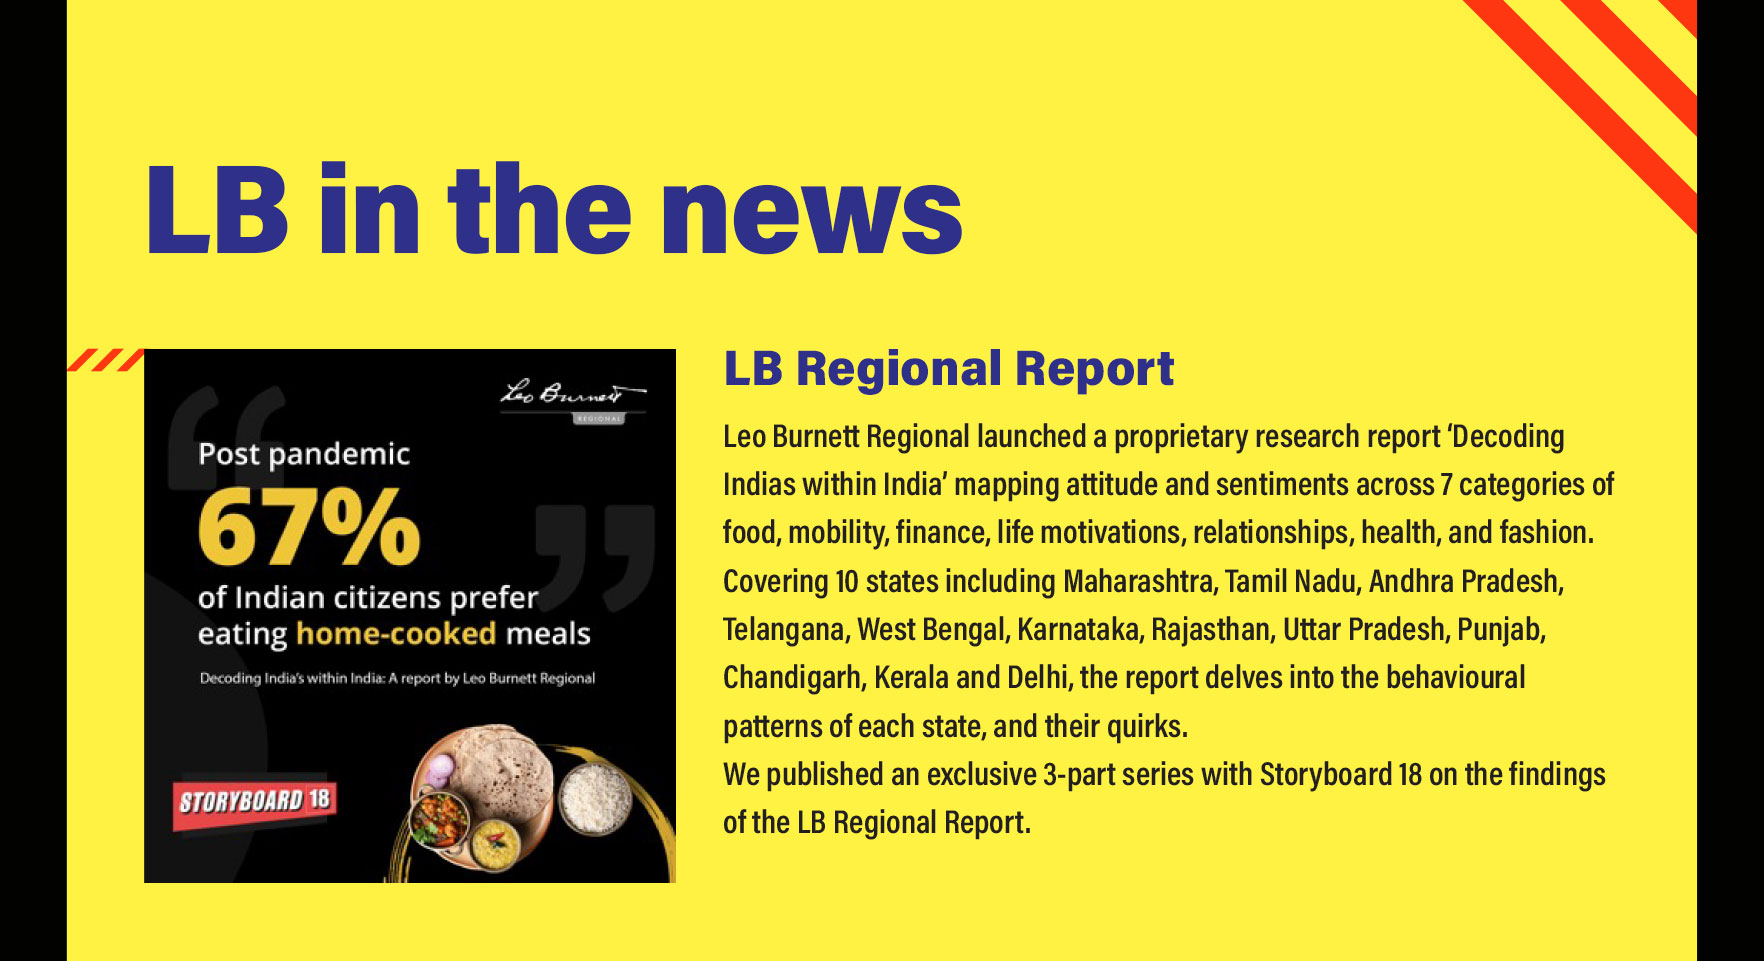 LB in the news
Leo Burnett
REGIONAL
Post pandemic
67%
of Indian citizens prefer
eating home-cooked meals
Decoding India's within India: A report by Leo Burnett Regional
STORYBOARD 18
LB Regional Report
Leo Burnett Regional launched a proprietary research report ‘Decoding
Indias within India’ mapping attitude and sentiments across 7 categories of
food, mobility, finance, life motivations, relationships, health, and fashion.
Covering 10 states including Maharashtra, Tamil Nadu, Andhra Pradesh,
Telangana, West Bengal, Karnataka, Rajasthan, Uttar Pradesh, Punjab,
Chandigarh, Kerala and Delhi, the report delves into the behavioural
patterns of each state, and their quirks.
We published an exclusive 3-part series with Storyboard 18 on the findings
of the LB Regional Report.